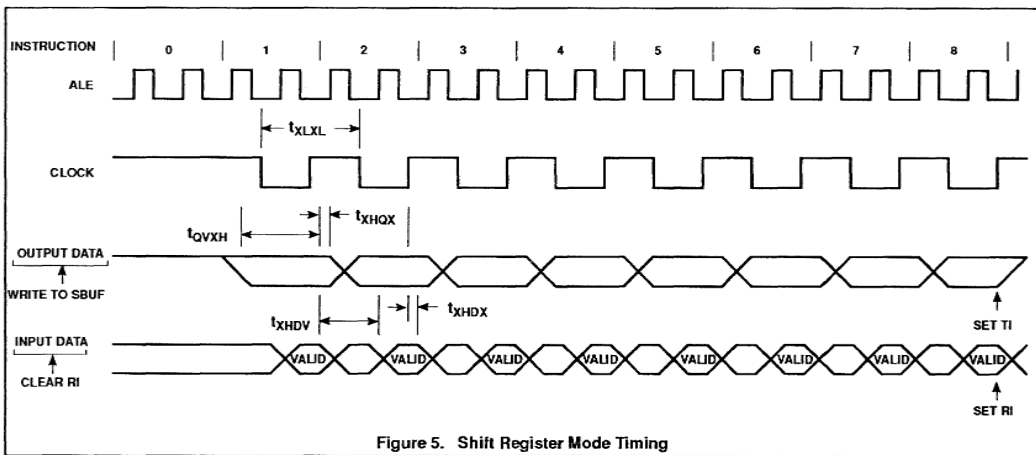 INSTRUCTION | 0 | 1 | 2 | 3 | 4 | 5 | 6 | 7 | 8 |
ALE
tXLXL
CLOCK
tXHQX
tQVXH
OUTPUT DATA
WRITE TO SBUF
SET TI
tXHDV
tXHDX
INPUT DATA
VALID VALID VALID VALID VALID VALID VALID VALID
CLEAR RI
SET RI
Figure 5. Shift Register Mode Timing